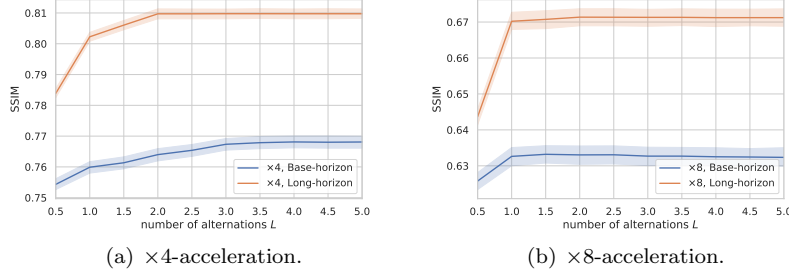 0.81
0.80
0.79
0.78
0.77
0.76
0.75
SSIM
0.5 1.0 1.5 2.0 2.5 3.0 3.5 4.0 4.5 5.0
number of alternations L
×4, Base-horizon
×4, Long-horizon
(a) ×4-acceleration.
0.67
0.66
0.65
0.64
0.63
SSIM
0.5 1.0 1.5 2.0 2.5 3.0 3.5 4.0 4.5 5.0
number of alternations L
×8, Base-horizon
×8, Long-horizon
(b) ×8-acceleration.